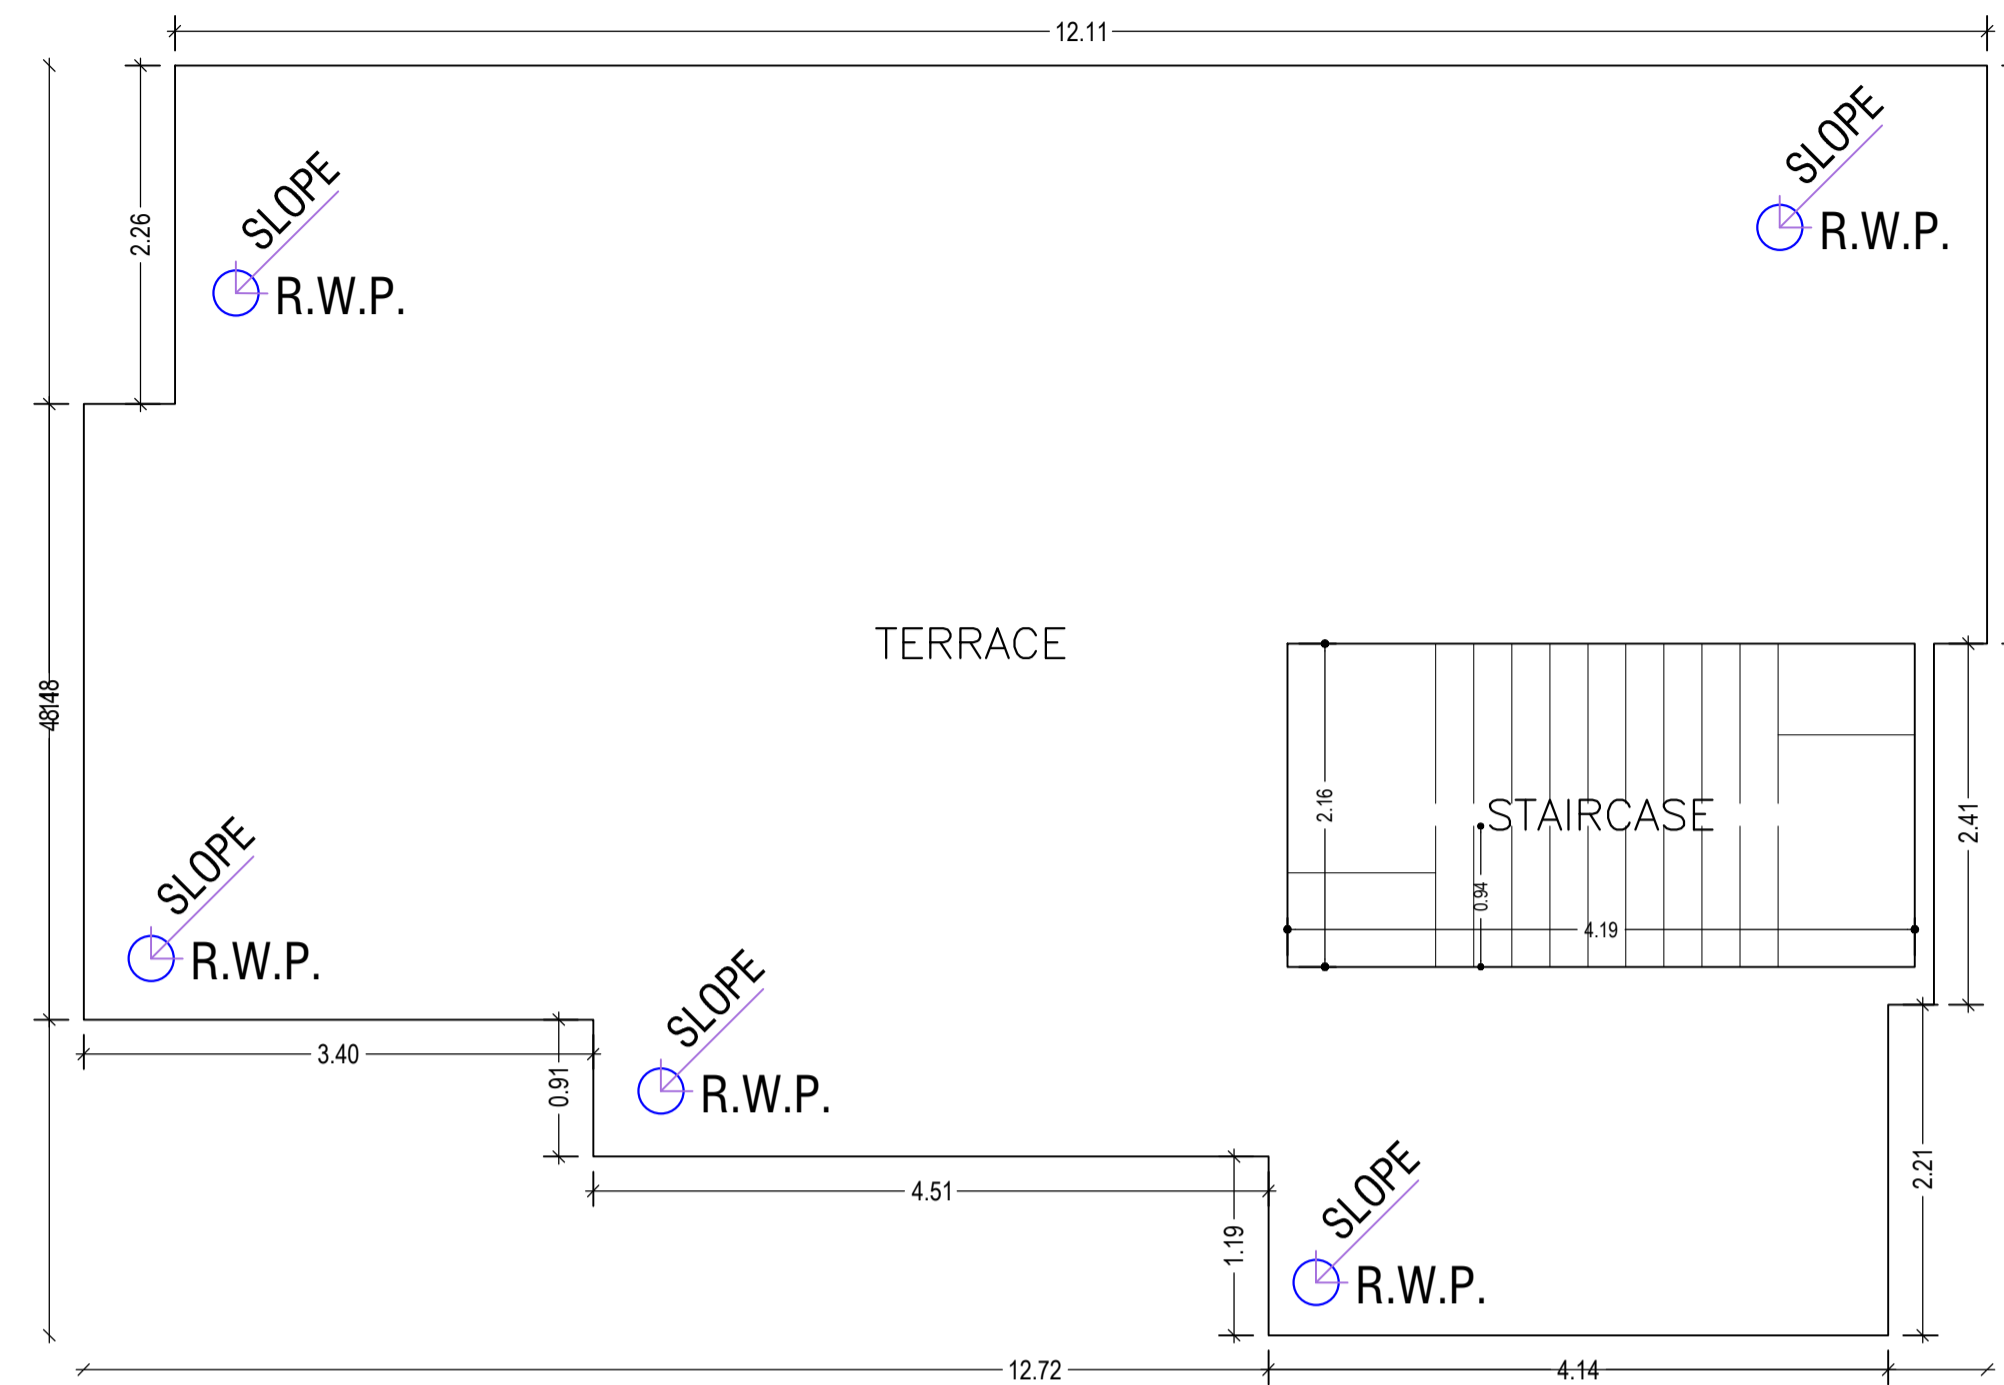 12.11
SLOPE
SLOPE
2.26
R.W.P.
R.W.P.
TERRACE
2.16
STAIRCASE
2.41
0.94
4.19
SLOPE
R.W.P.
3.40
0.91
SLOPE
R.W.P.
4.51
1.19
SLOPE
R.W.P.
2.21
12.72
4.14